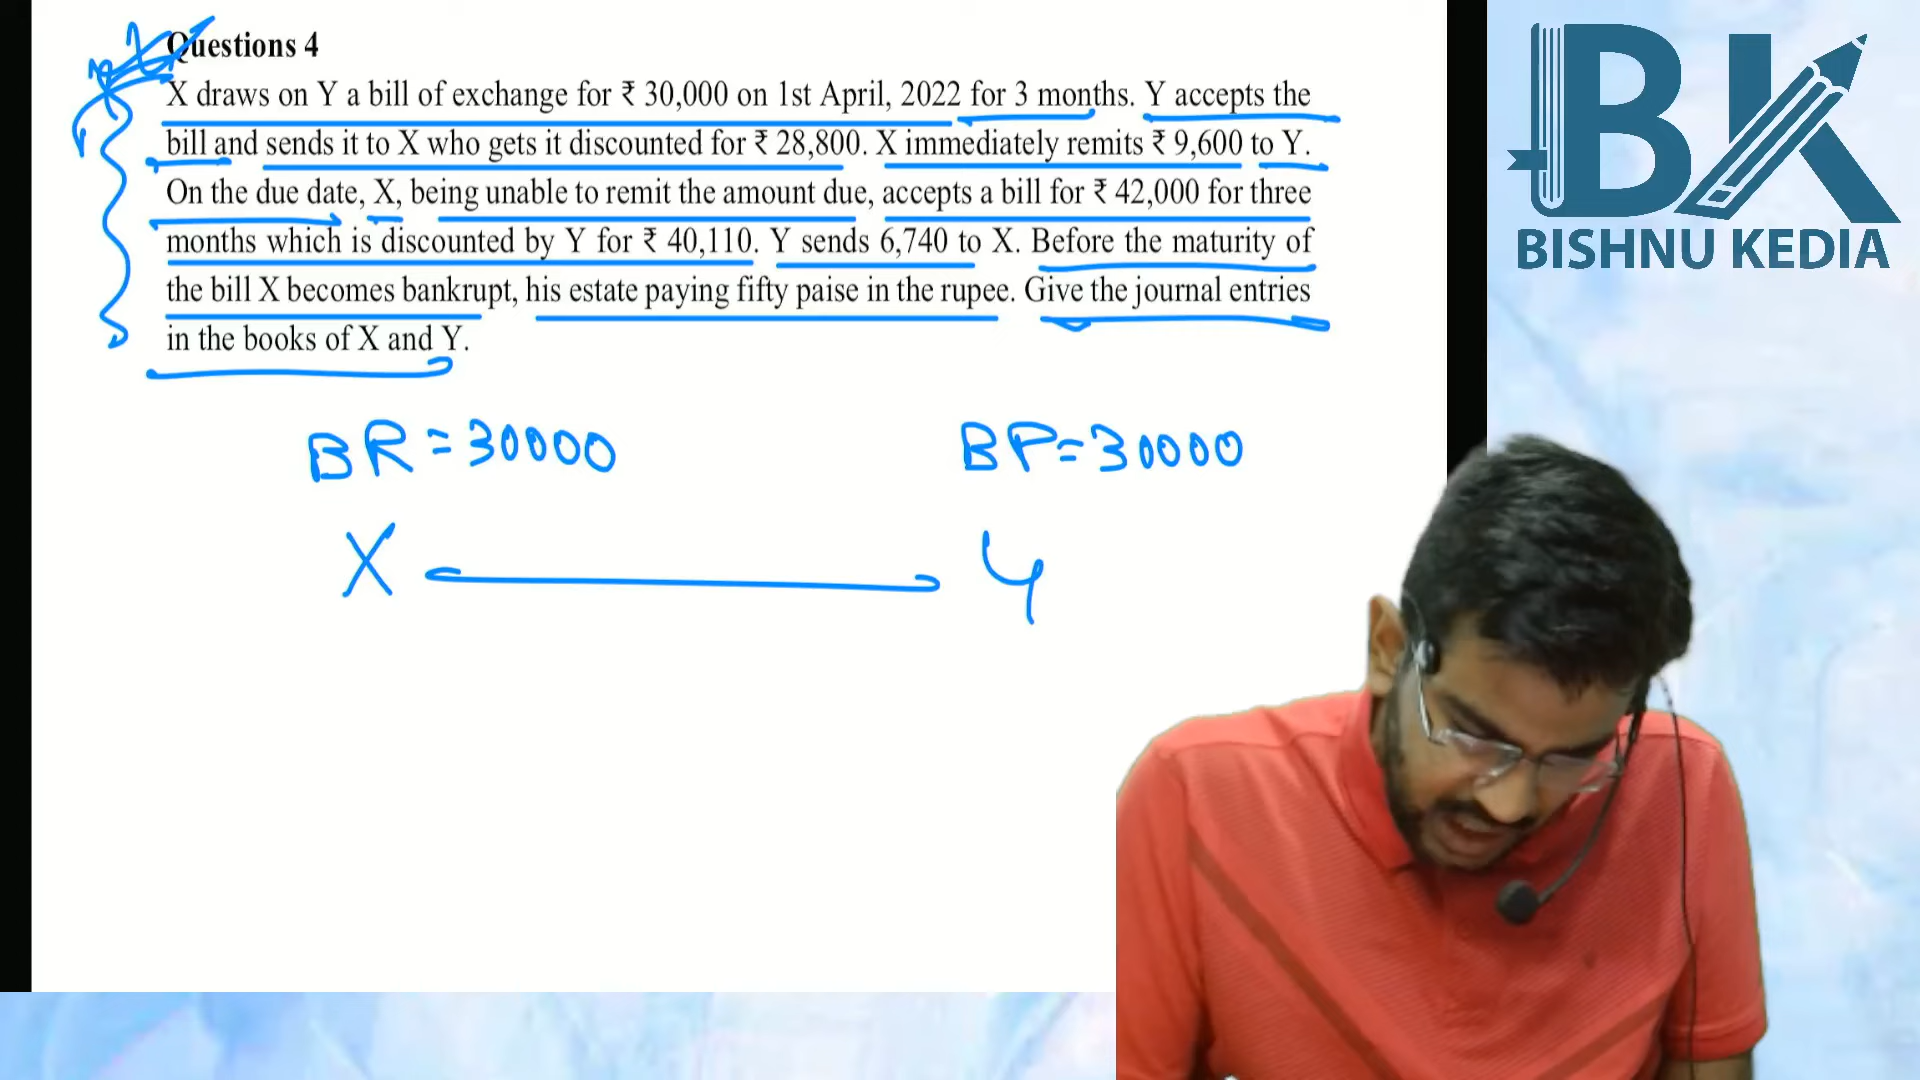 Questions 4
X draws on Y a bill of exchange for ₹ 30,000 on 1st April, 2022 for 3 months. Y accepts the
bill and sends it to X who gets it discounted for ₹ 28,800. X immediately remits ₹ 9,600 to Y.
On the due date, X, being unable to remit the amount due, accepts a bill for ₹ 42,000 for three
months which is discounted by Y for ₹ 40,110. Y sends 6,740 to X. Before the maturity of
the bill X becomes bankrupt, his estate paying fifty paise in the rupee. Give the journal entries
in the books of X and Y.
BR = 30000
BP = 30000
X
Y
BK
BISHNU KEDIA